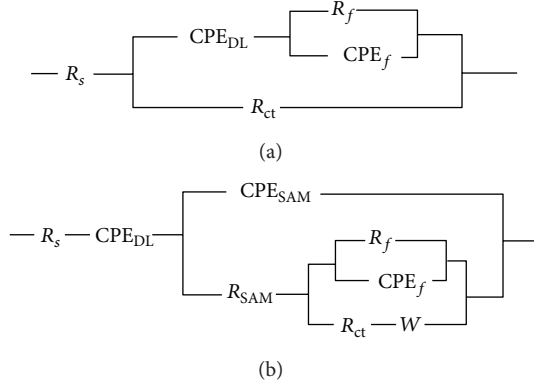 R_f
CPE_DL
CPE_f
R_s
R_ct
(a)
CPE_SAM
R_f
R_s CPE_DL
CPE_f
R_SAM
R_ct W
(b)